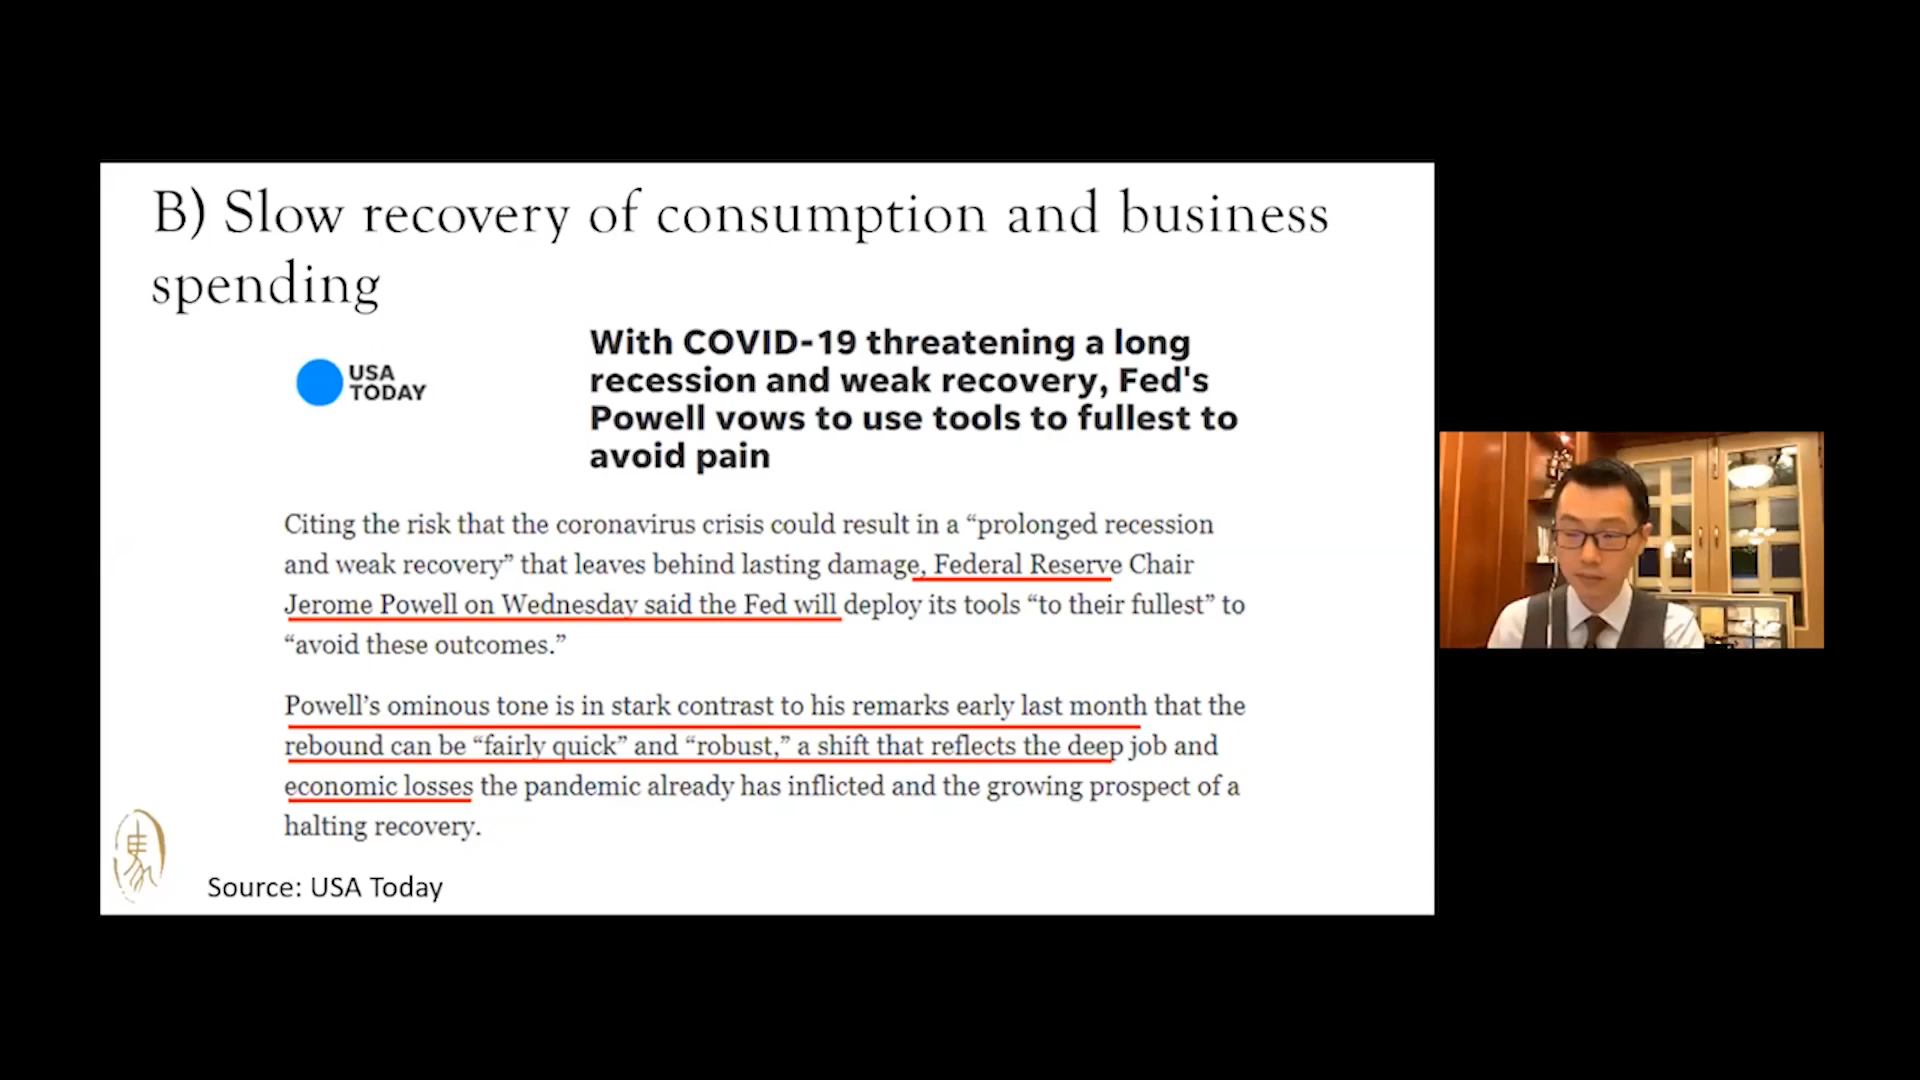 B) Slow recovery of consumption and business
spending
USA
TODAY
With COVID-19 threatening a long
recession and weak recovery, Fed's
Powell vows to use tools to fullest to
avoid pain
Citing the risk that the coronavirus crisis could result in a “prolonged recession
and weak recovery” that leaves behind lasting damage, Federal Reserve Chair
Jerome Powell on Wednesday said the Fed will deploy its tools “to their fullest” to
“avoid these outcomes.”
Powell’s ominous tone is in stark contrast to his remarks early last month that the
rebound can be “fairly quick” and “robust,” a shift that reflects the deep job and
economic losses the pandemic already has inflicted and the growing prospect of a
halting recovery.
Source: USA Today